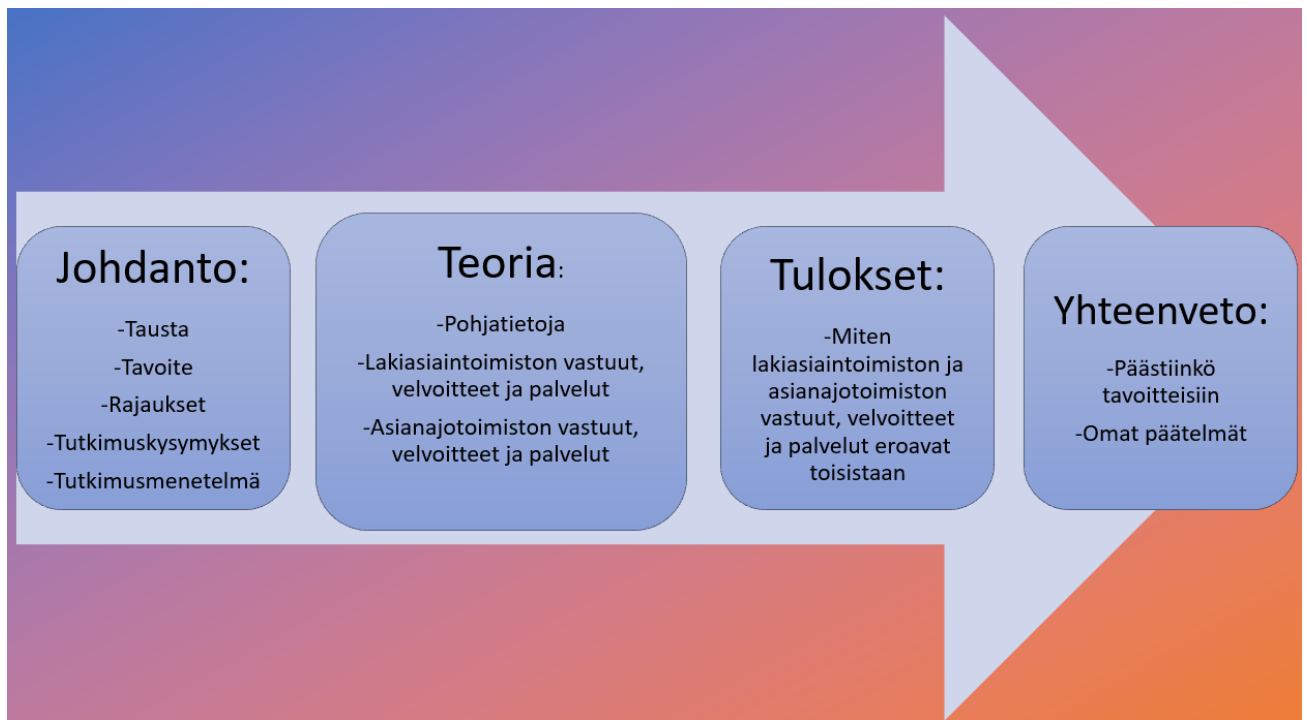 Johdanto:
-Tausta
-Tavoite
-Rajaukset
-Tutkimuskysymykset
-Tutkimusmenetelmä
Teoria:
-Pohjatietoja
-Lakiasiaintoimiston vastuut,
velvoitteet ja palvelut
-Asianajotoimiston vastuut,
velvoitteet ja palvelut
Tulokset:
-Miten
lakiasiaintoimiston ja
asianajotoimiston
vastuut, velvoitteet
ja palvelut eroavat
toisistaan
Yhteenveto:
-Päästiinkö
tavoitteisiin
-Omat päätelmät